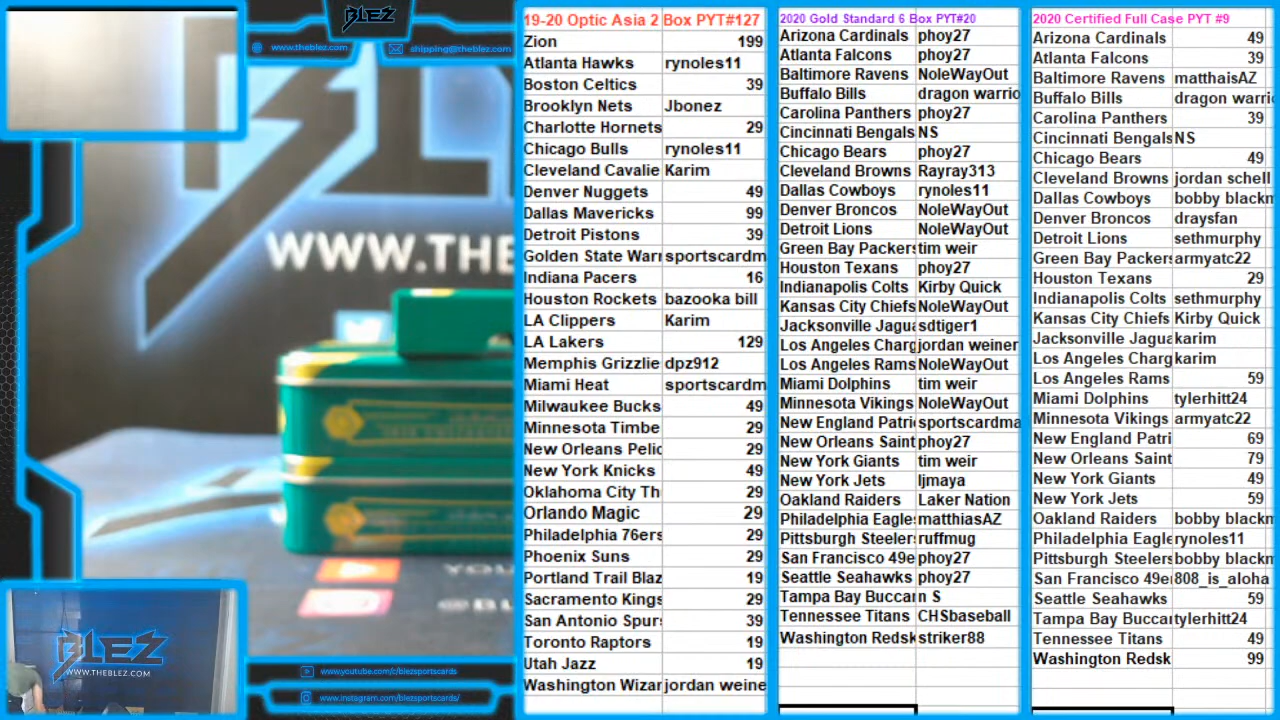 BLEZ
www.theblez.com
shipping@theblez.com
WWW.THE
BLEZ
WWW.THEBLEZ.COM
www.youtube.com/c/blezsportscards
www.instagram.com/blezsportscards/
19-20 Optic Asia 2 Box PYT#127
Zion 199
Atlanta Hawks rynoles11
Boston Celtics 39
Brooklyn Nets Jbonez
Charlotte Hornets 29
Chicago Bulls rynoles11
Cleveland Cavalie Karim
Denver Nuggets 49
Dallas Mavericks 99
Detroit Pistons 39
Golden State Warr sportscardm
Indiana Pacers 16
Houston Rockets bazooka bill
LA Clippers Karim
LA Lakers 129
Memphis Grizzlie dpz912
Miami Heat sportscardm
Milwaukee Bucks 49
Minnesota Timbe 29
New Orleans Pelic 29
New York Knicks 49
Oklahoma City Th 29
Orlando Magic 29
Philadelphia 76ers 29
Phoenix Suns 29
Portland Trail Blaz 19
Sacramento Kings 29
San Antonio Spurs 39
Toronto Raptors 19
Utah Jazz 19
Washington Wizar jordan weine
2020 Gold Standard 6 Box PYT#20
Arizona Cardinals phoy27
Atlanta Falcons phoy27
Baltimore Ravens NoleWayOut
Buffalo Bills dragon warrio
Carolina Panthers phoy27
Cincinnati Bengals NS
Chicago Bears phoy27
Cleveland Browns Rayray313
Dallas Cowboys rynoles11
Denver Broncos NoleWayOut
Detroit Lions NoleWayOut
Green Bay Packers tim weir
Houston Texans phoy27
Indianapolis Colts Kirby Quick
Kansas City Chiefs NoleWayOut
Jacksonville Jagua sdtiger1
Los Angeles Charg jordan weiner
Los Angeles Rams NoleWayOut
Miami Dolphins tim weir
Minnesota Vikings NoleWayOut
New England Patri sportscardma
New Orleans Saint phoy27
New York Giants tim weir
New York Jets ljmaya
Oakland Raiders Laker Nation
Philadelphia Eagles matthiasAZ
Pittsburgh Steelers ruffmug
San Francisco 49e phoy27
Seattle Seahawks phoy27
Tampa Bay Buccan n S
Tennessee Titans CHSbaseball
Washington Redsk striker88
2020 Certified Full Case PYT #9
Arizona Cardinals 49
Atlanta Falcons 39
Baltimore Ravens matthaisAZ
Buffalo Bills dragon warri
Carolina Panthers 39
Cincinnati Bengals NS
Chicago Bears 49
Cleveland Browns jordan schell
Dallas Cowboys bobby blackn
Denver Broncos draysfan
Detroit Lions sethmurphy
Green Bay Packers armyatc22
Houston Texans 29
Indianapolis Colts sethmurphy
Kansas City Chiefs Kirby Quick
Jacksonville Jagua karim
Los Angeles Charg karim
Los Angeles Rams 59
Miami Dolphins tylerhitt24
Minnesota Vikings armyatc22
New England Patri 69
New Orleans Saint 79
New York Giants 49
New York Jets 59
Oakland Raiders bobby blackn
Philadelphia Eagle rynoles11
Pittsburgh Steelers bobby blackn
San Francisco 49e 808_is_aloha
Seattle Seahawks 59
Tampa Bay Buccan tylerhitt24
Tennessee Titans 49
Washington Redsk 99